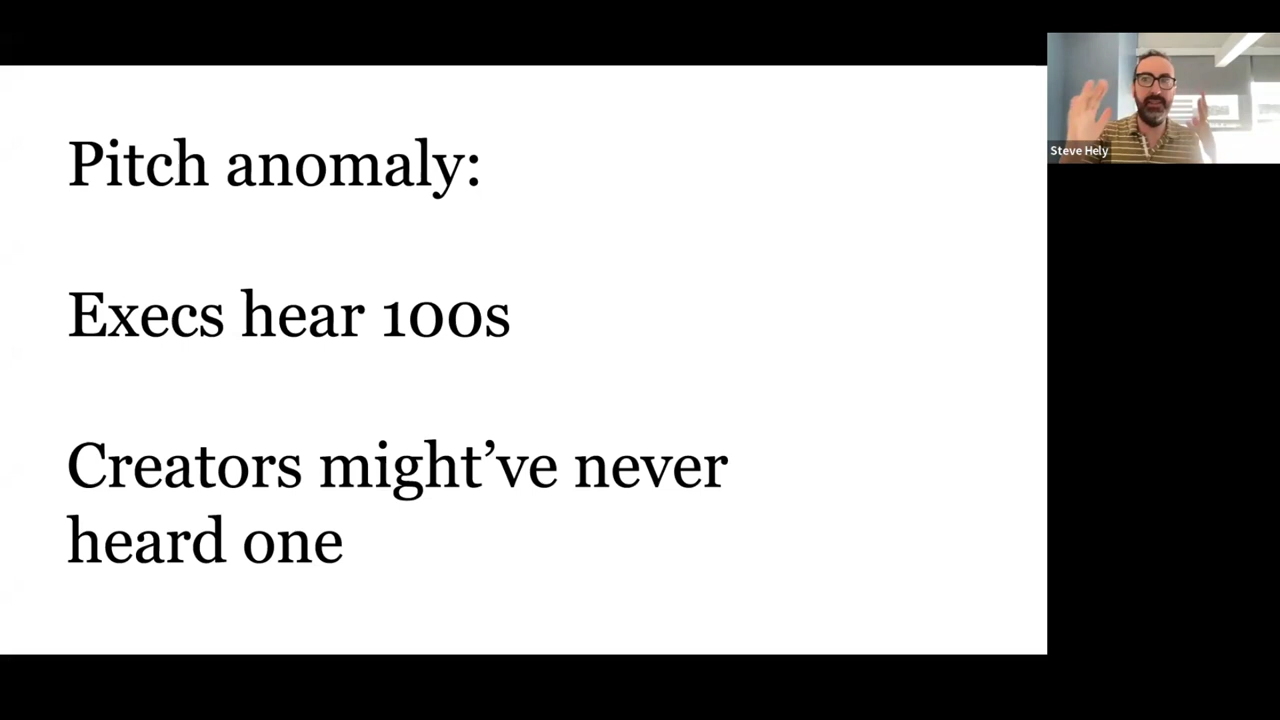 Pitch anomaly:
Execs hear 100s
Creators might’ve never
heard one
Steve Hely